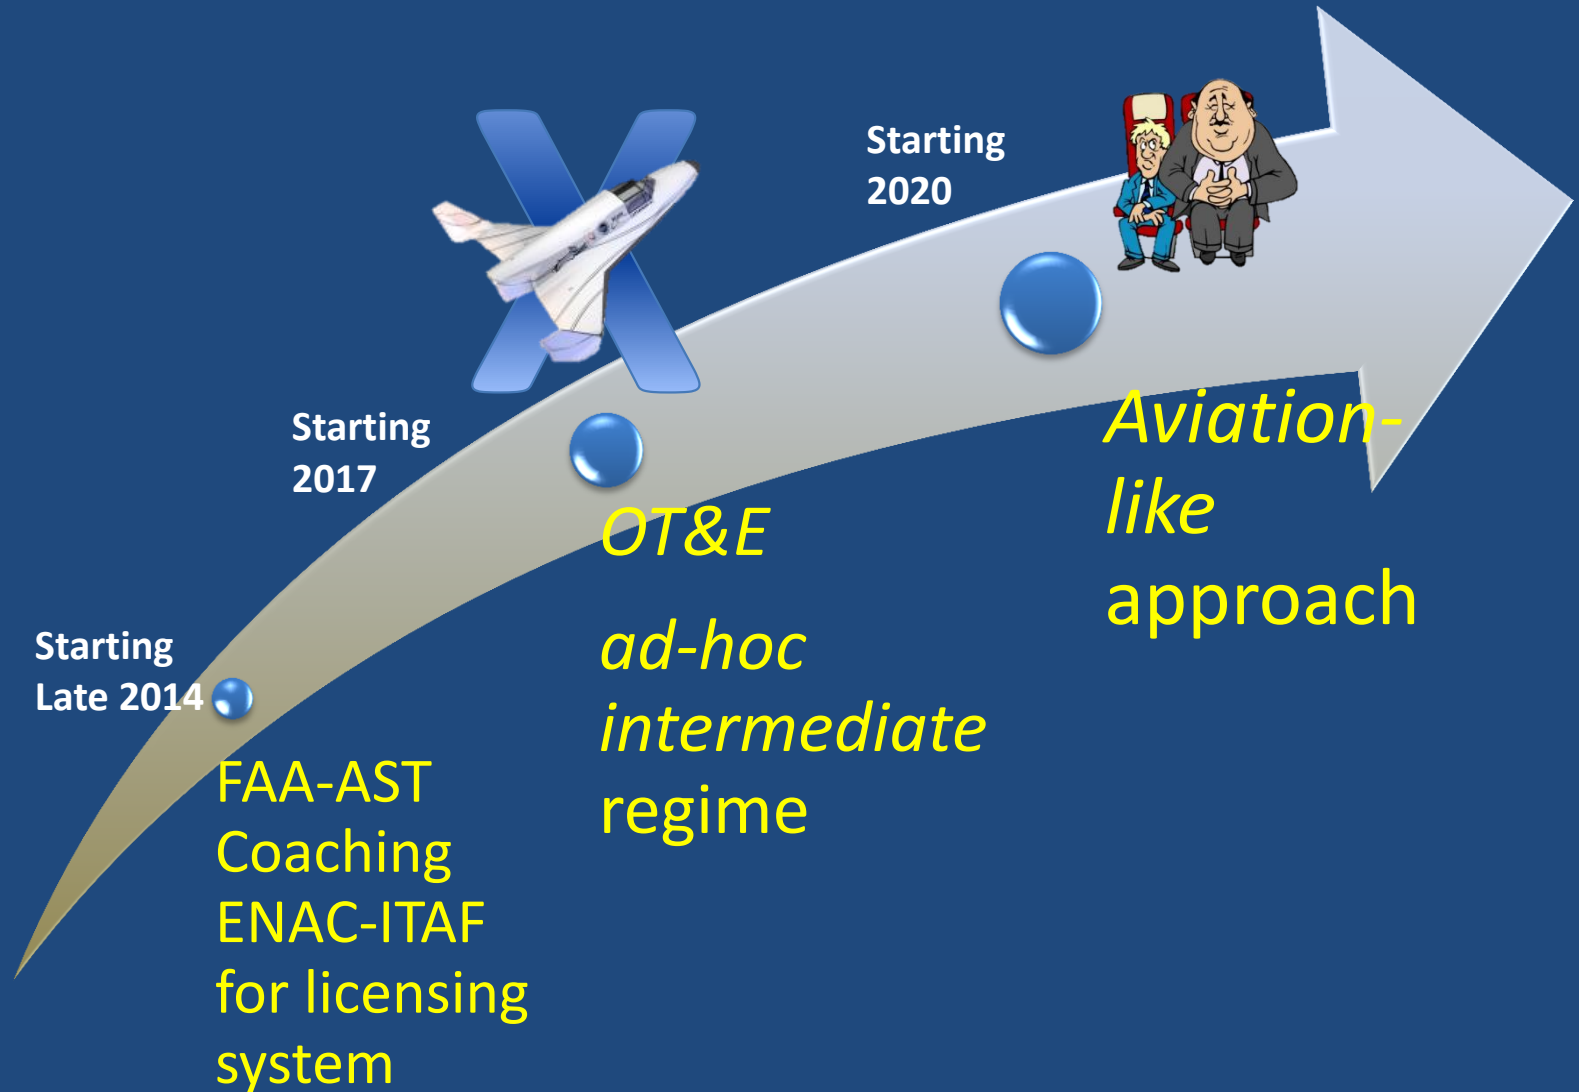 Starting
Late 2014
FAA-AST
Coaching
ENAC-ITAF
for licensing
system
Starting
2017
OT&E
ad-hoc
intermediate
regime
Starting
2020
Aviation-
like
approach